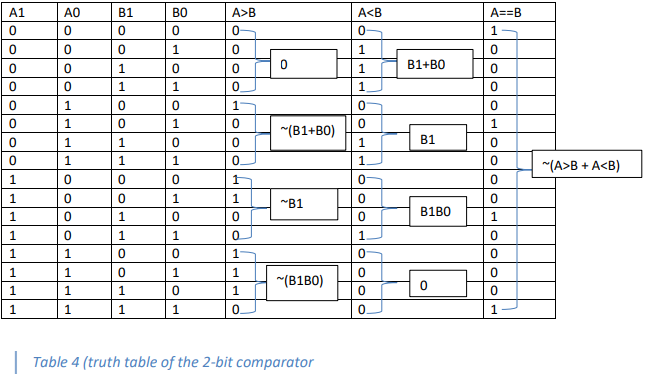 A1 A0 B1 B0 A>B A<B A==B
0 0 0 0 0 0 1
0 0 0 1 0 1 0
0 0 1 0 0 0 1 B1+B0 0
0 0 1 1 0 1 0
0 1 0 0 1 0 0
0 1 0 1 0 ~(B1+B0) 0 1
0 1 1 0 0 1 B1 0
0 1 1 1 0 1 0 ~(A>B + A<B)
1 0 0 0 1 0 0
1 0 0 1 1 ~B1 0 0
1 0 1 0 0 0 B1B0 1
1 0 1 1 0 1 0
1 1 0 0 1 0 0
1 1 0 1 1 ~(B1B0) 0 0
1 1 1 0 1 0 0 0
1 1 1 1 0 0 1
Table 4 (truth table of the 2-bit comparator